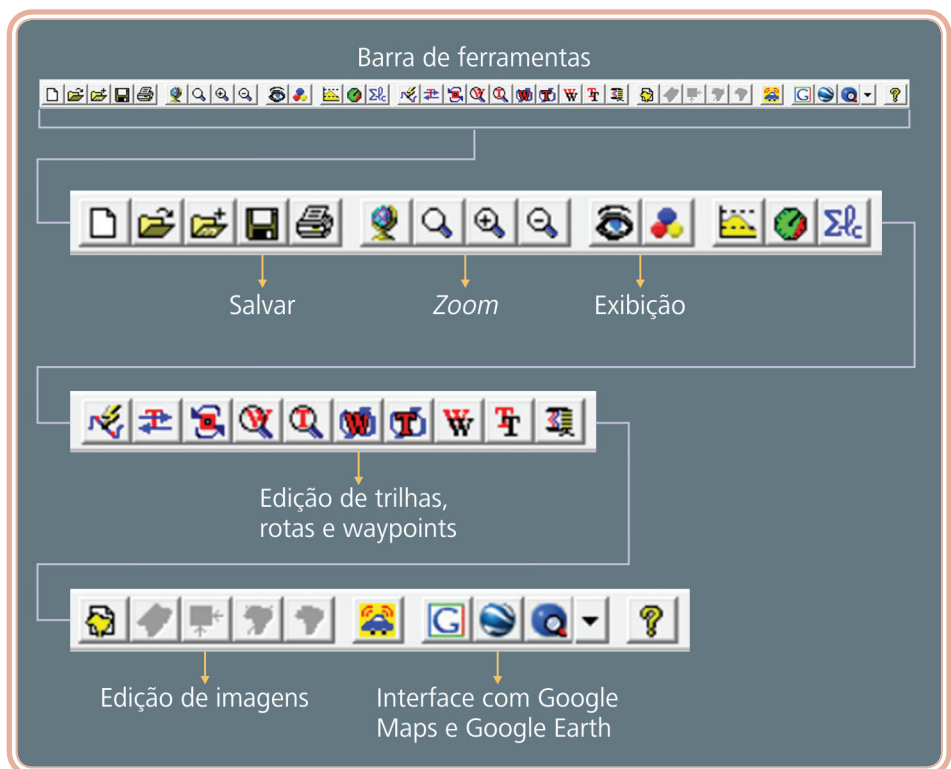 Barra de ferramentas
Salvar
Zoom
Exibição
Edição de trilhas,
rotas e waypoints
Edição de imagens
Interface com Google
Maps e Google Earth